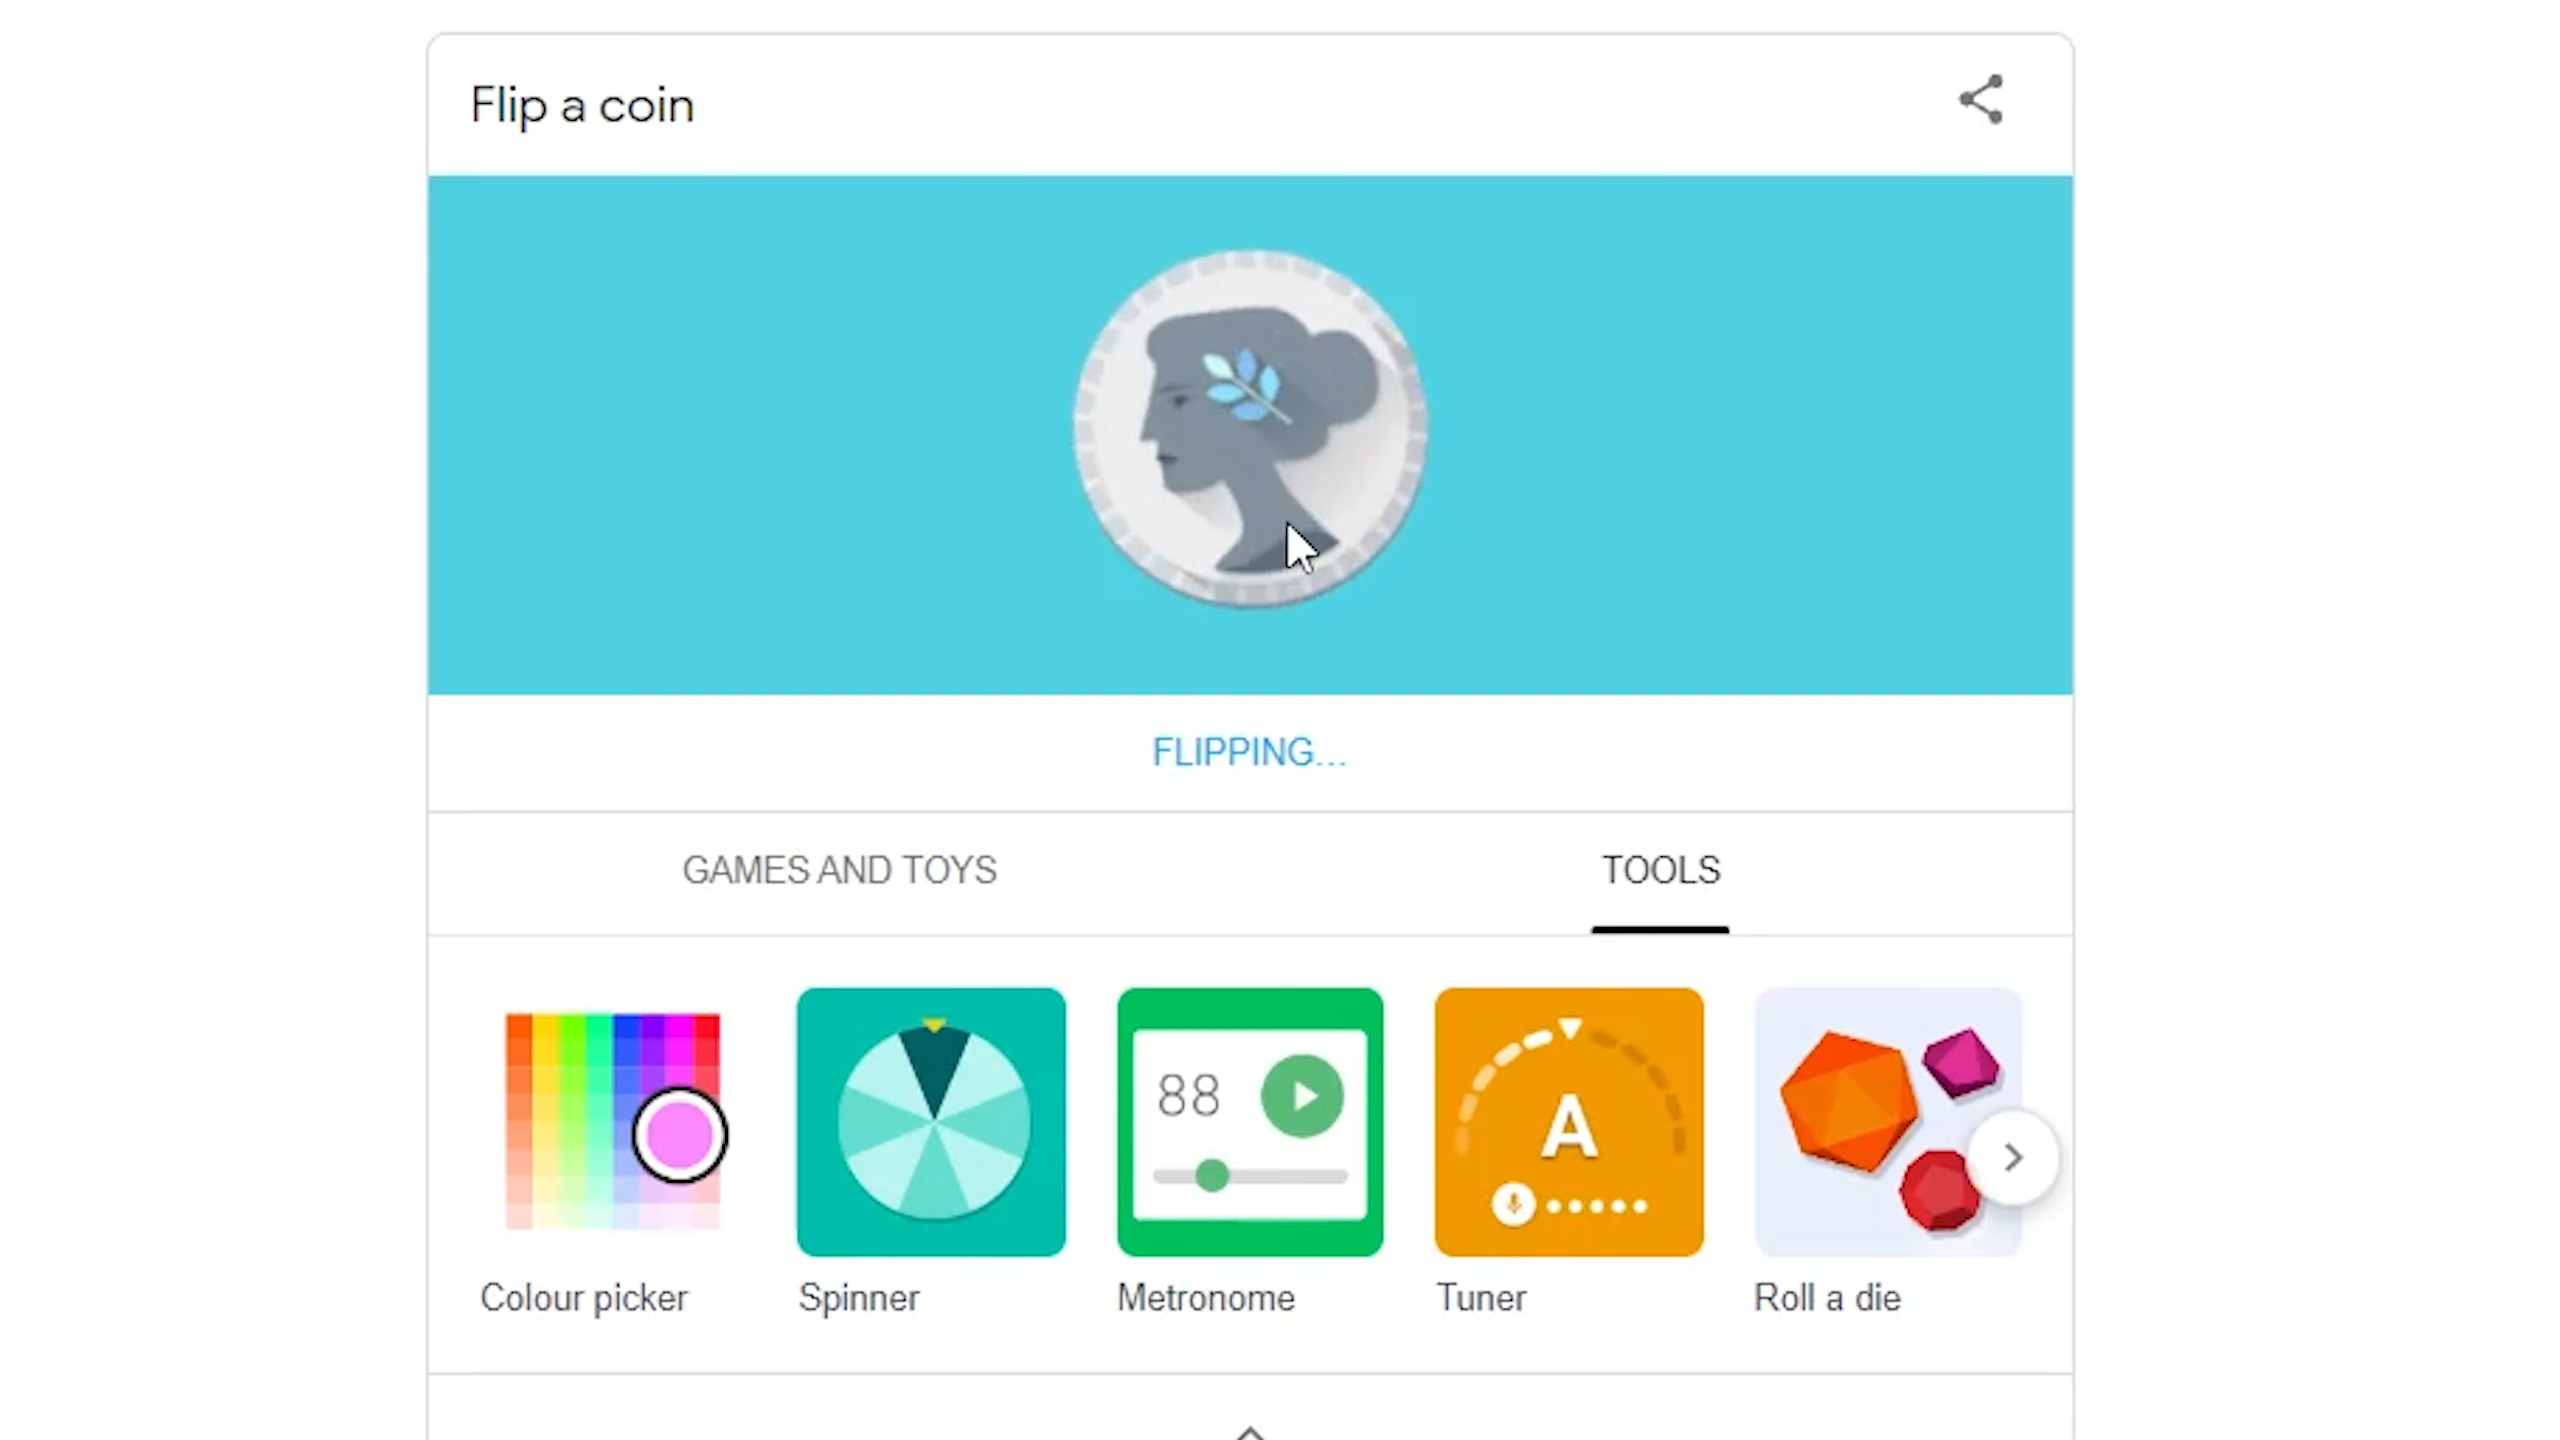 Flip a coin
FLIPPING...
GAMES AND TOYS
TOOLS
88
A
Colour picker
Spinner
Metronome
Tuner
Roll a die